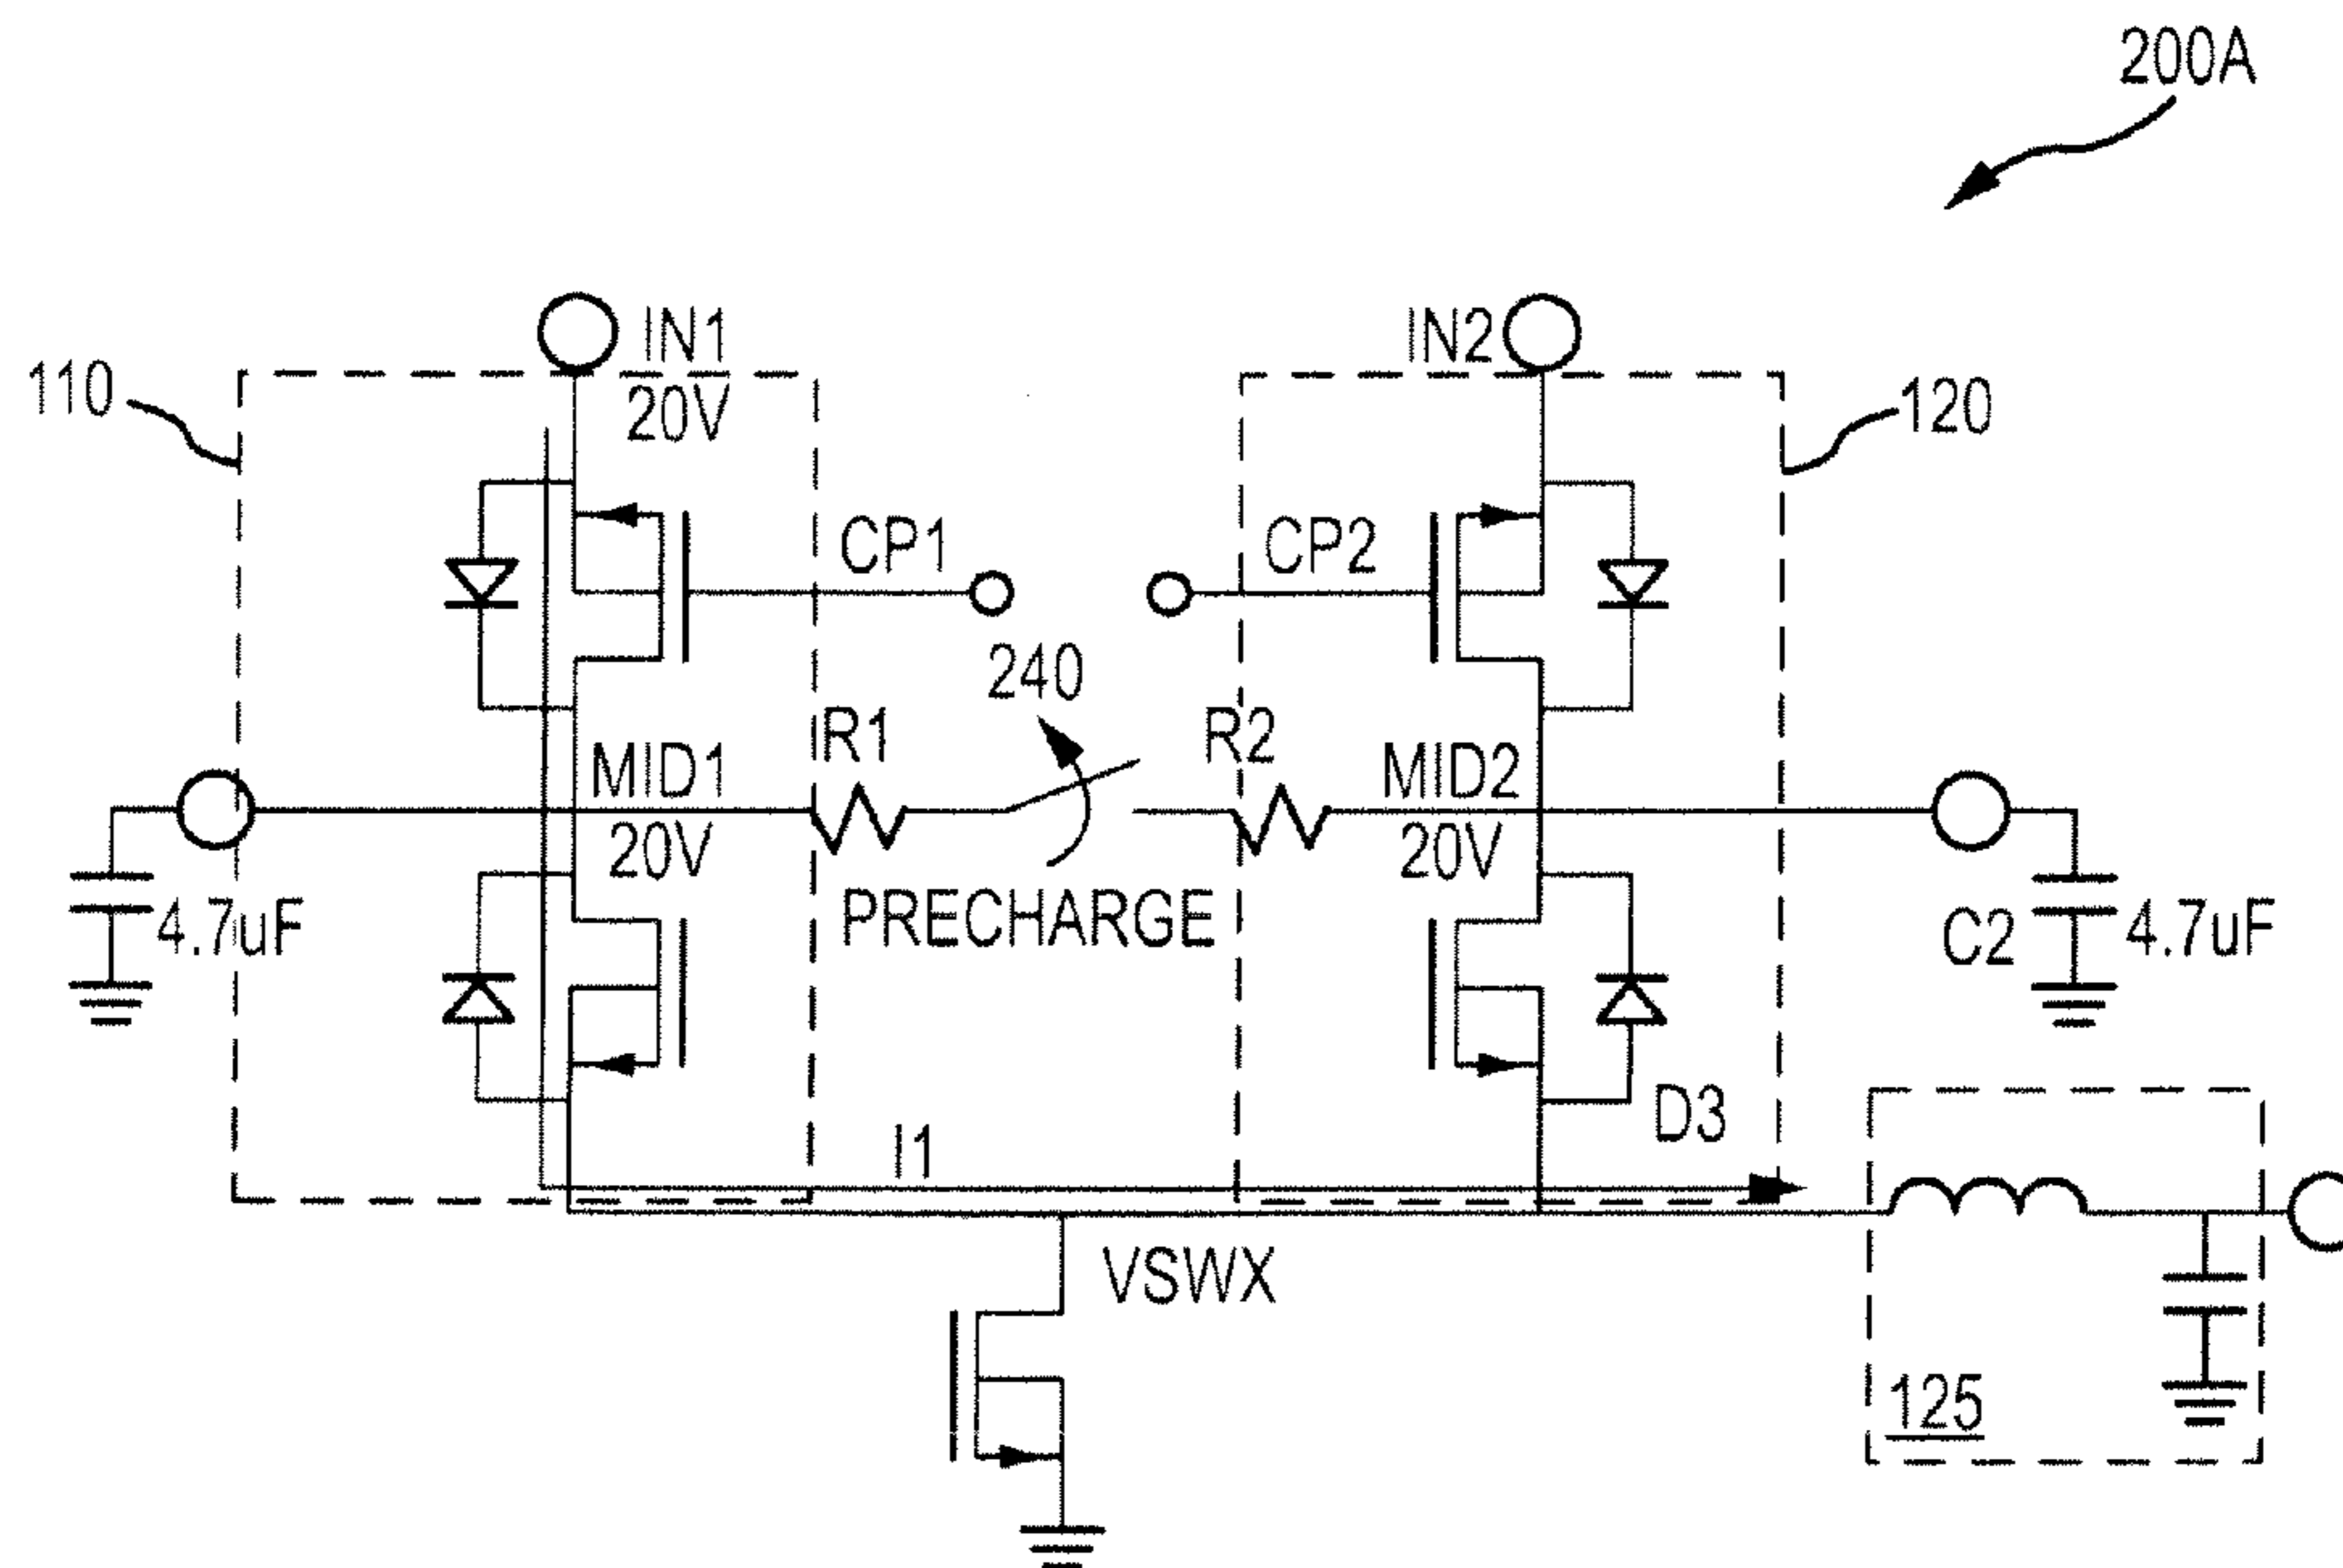 200A
IN1
20V
IN2
110
120
CP1
CP2
240
R1
R2
MID1
20V
MID2
20V
PRECHARGE
4.7uF
C2
4.7uF
D3
I1
VSWX
125